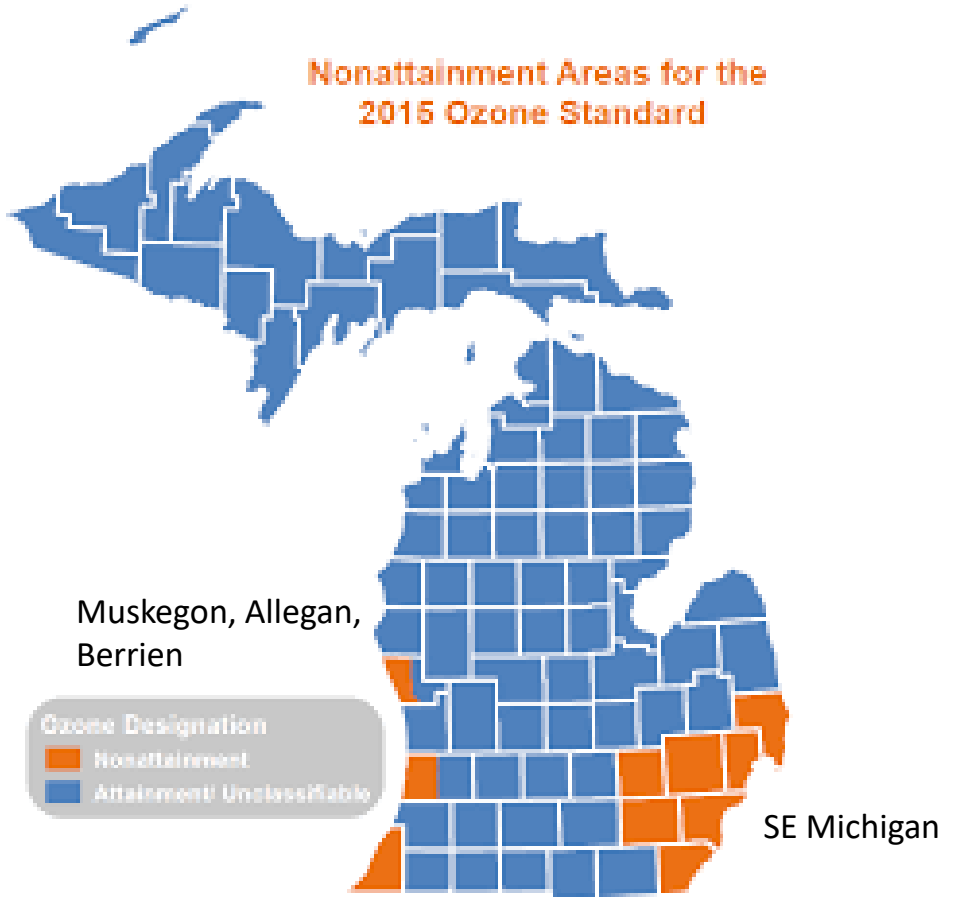 Nonattainment Areas for the
2015 Ozone Standard
Muskegon, Allegan,
Berrien
Ozone Designation
Nonattainment
Attainment/ Unclassifiable
SE Michigan